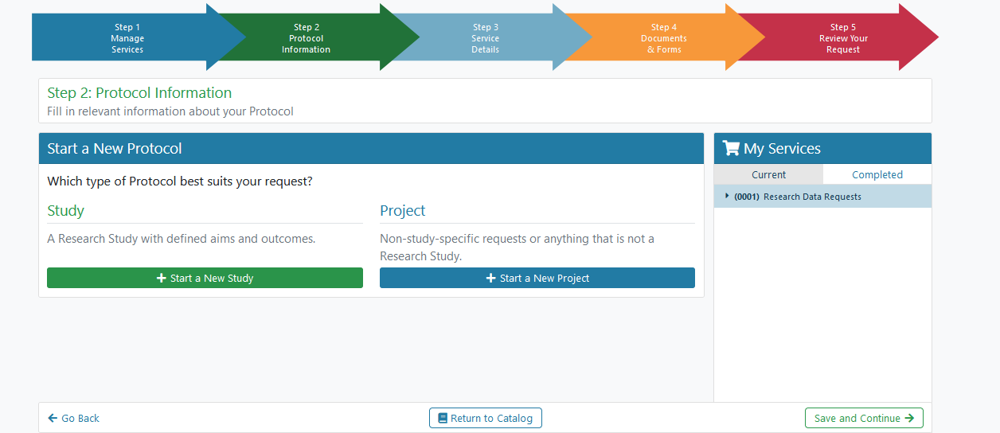 Step 1
Manage
Services
Step 2
Protocol
Information
Step 3
Service
Details
Step 4
Documents
& Forms
Step 5
Review Your
Request
Step 2: Protocol Information
Fill in relevant information about your Protocol
Start a New Protocol
Which type of Protocol best suits your request?
Study
A Research Study with defined aims and outcomes.
Start a New Study
Project
Non-study-specific requests or anything that is not a
Research Study.
Start a New Project
My Services
Current
Completed
(0001) Research Data Requests
Go Back
Return to Catalog
Save and Continue